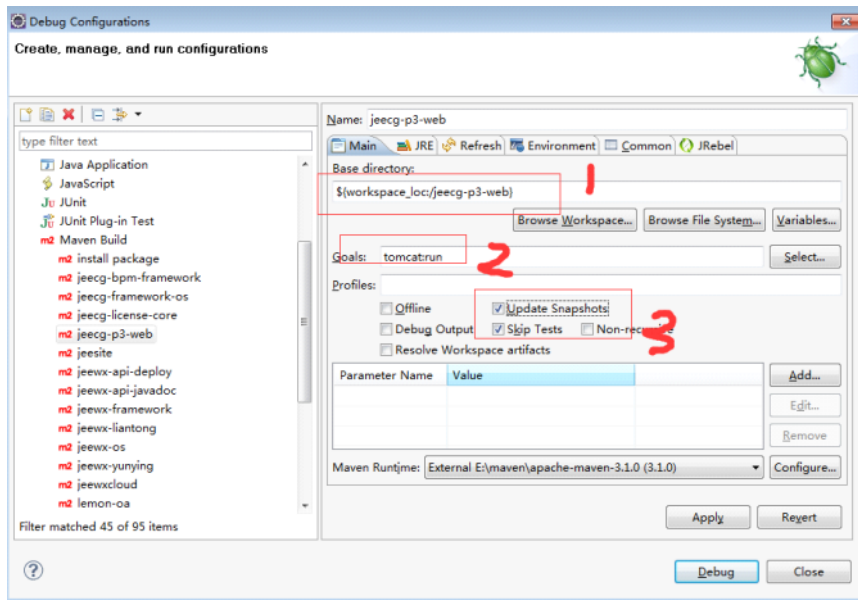 Debug Configurations
Create, manage, and run configurations
type filter text
Java Application
JavaScript
JUnit
JUnit Plug-in Test
Maven Build
install package
jeecg-bpm-framework
jeecg-framework-os
jeecg-license-core
jeecg-p3-web
jeesite
jeewx-api-deploy
jeewx-api-javadoc
jeewx-framework
jeewx-liantong
jeewx-os
jeewx-yunying
jeewxcloud
lemon-oa
Filter matched 45 of 95 items
Name: jeecg-p3-web
Main JRE Refresh Environment Common JRebel
Base directory:
${workspace_loc:/jeecg-p3-web}
1
Browse Workspace... Browse File System... Variables...
Goals: tomcat:run Select...
2
Profiles:
Offline Update Snapshots
Debug Output Skip Tests Non-recursive
3
Resolve Workspace artifacts
Parameter Name Value Add...
Edit...
Remove
Maven Runtime: External E:\maven\apache-maven-3.1.0 (3.1.0) Configure...
Apply Revert
? Debug Close